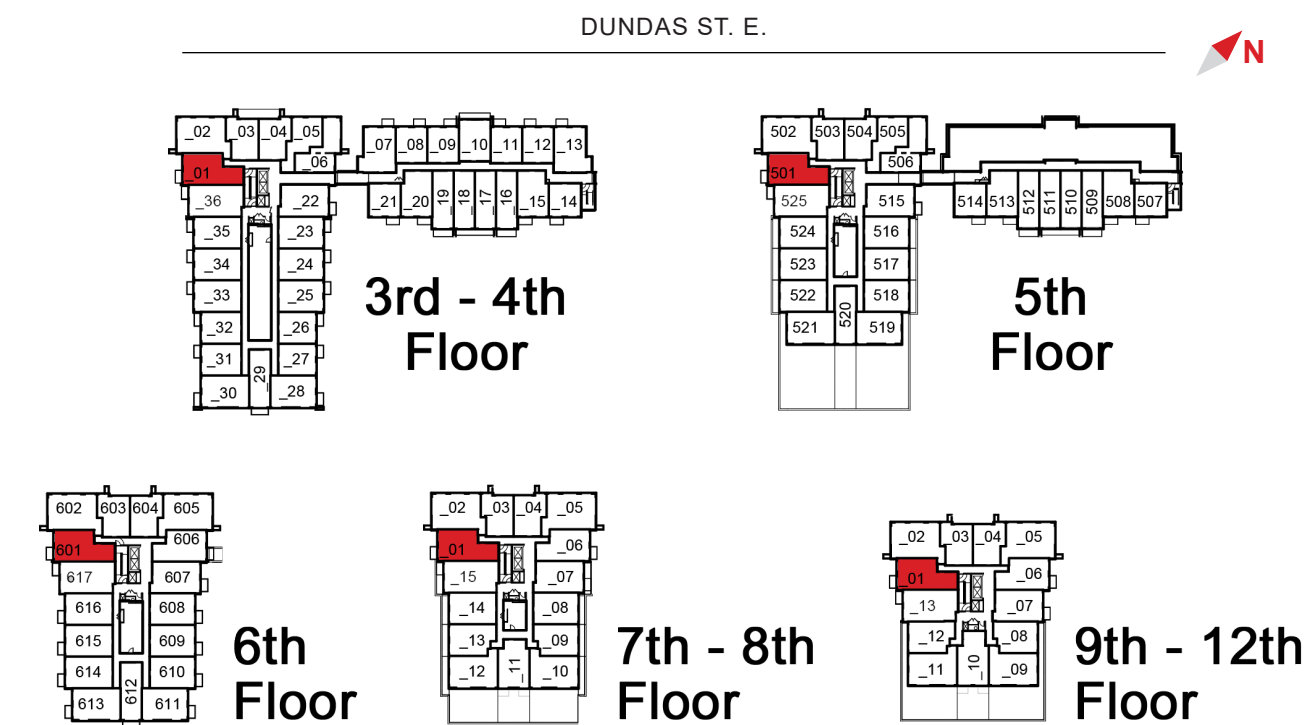 DUNDAS ST. E.
N
_02 _03 _04 _05
_06
_01
_36 _22
_35 _23
_34 _24
_33 _25
_32 _26
_31 _27
_30 _29 _28
_07 _08 _09 _10 _11 _12 _13
_21 _20 _19 _18 _17 _16 _15 _14
3rd - 4th
Floor
502 503 504 505
506
501
525 515
524 516
523 517
522 518
521 520 519
514 513 512 511 510 509 508 507
5th
Floor
602 603 604 605
606
601
617 607
616 608
615 609
614 610
613 612 611
6th
Floor
_02 _03 _04 _05
_06
_01
_15 _07
_14 _08
_13 _09
_12 _11 _10
7th - 8th
Floor
_02 _03 _04 _05
_06
_01
_13 _07
_12 _08
_11 _10 _09
9th - 12th
Floor